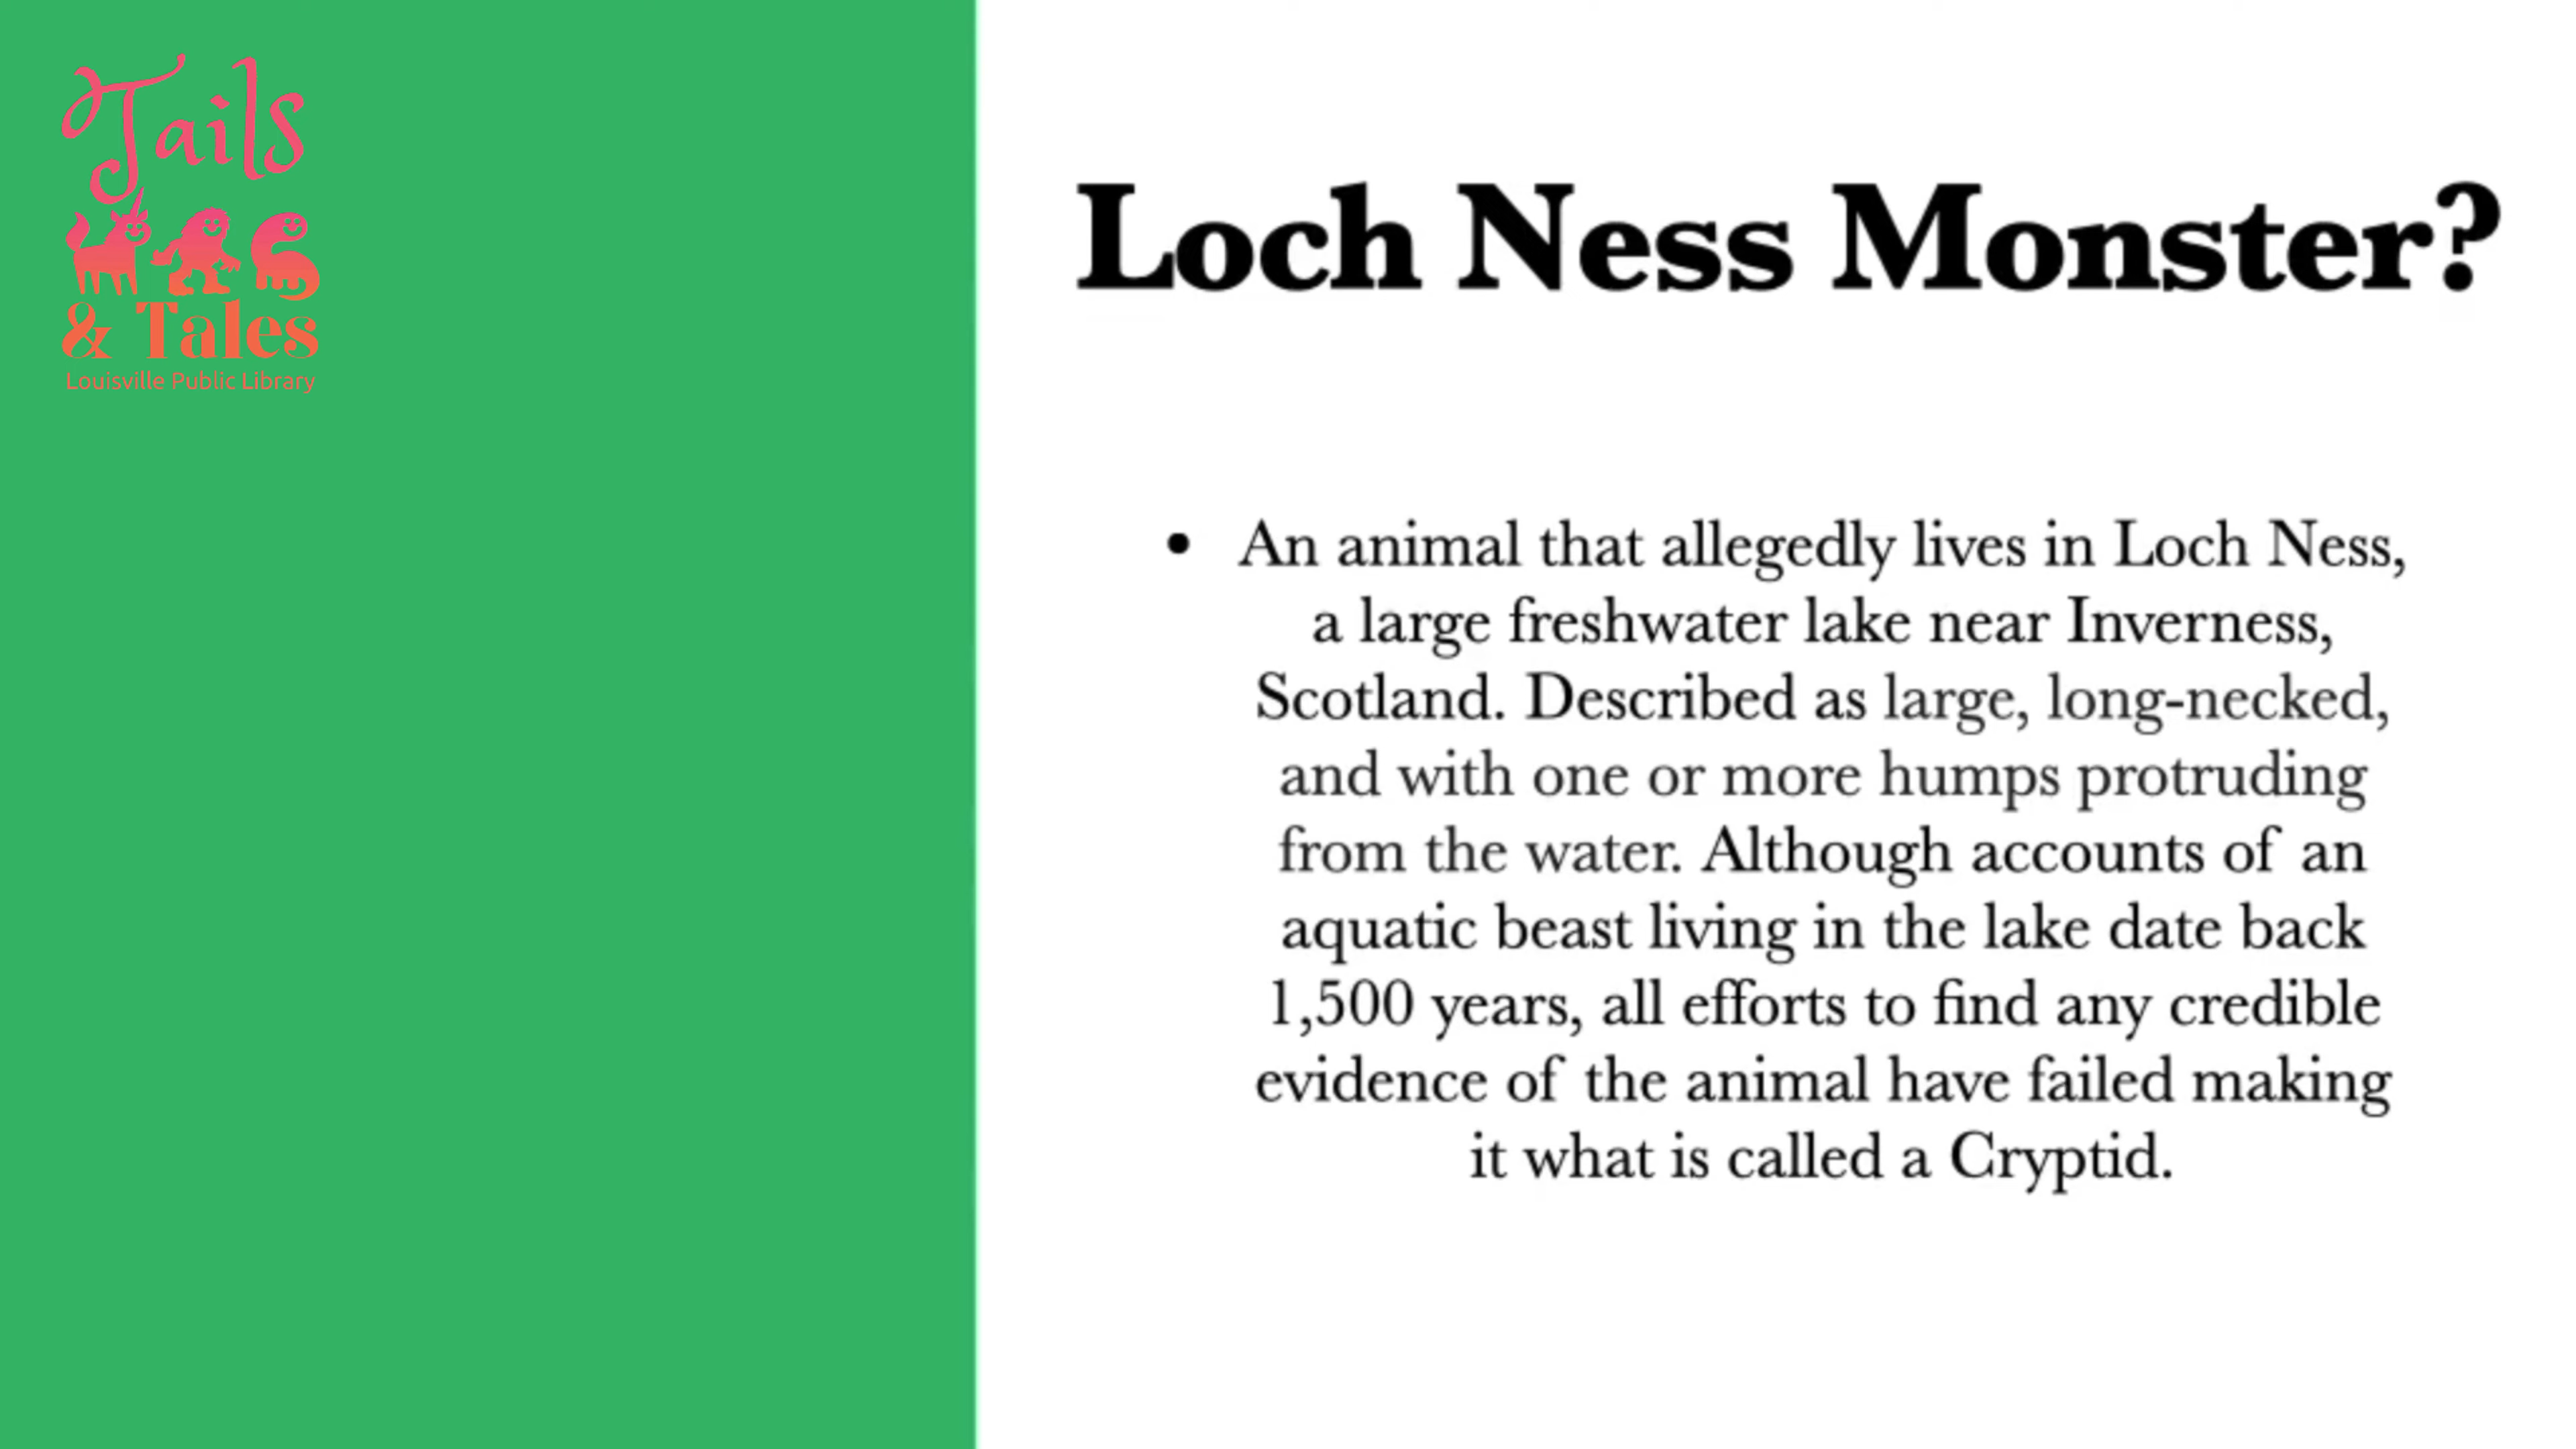 Tails
& Tales
Louisville Public Library
Loch Ness Monster?
• An animal that allegedly lives in Loch Ness,
a large freshwater lake near Inverness,
Scotland. Described as large, long-necked,
and with one or more humps protruding
from the water. Although accounts of an
aquatic beast living in the lake date back
1,500 years, all efforts to find any credible
evidence of the animal have failed making
it what is called a Cryptid.